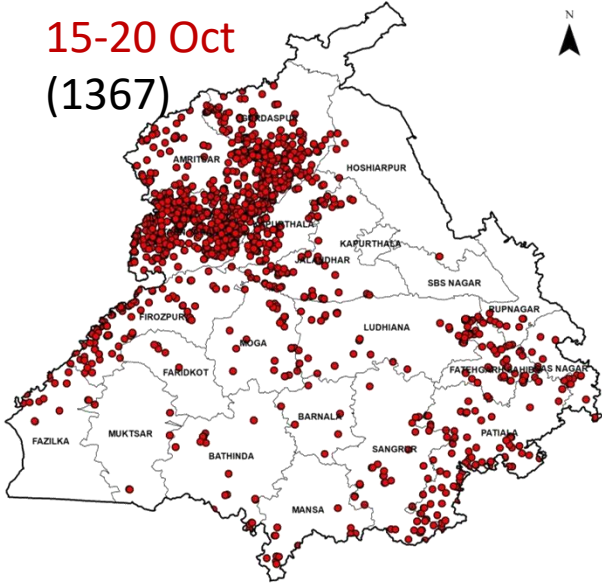 15-20 Oct
(1367)
N
GURDASPUR
AMRITSAR
HOSHIARPUR
KAPURTHALA
KAPURTHALA
JALANDHAR
SBS NAGAR
RUPNAGAR
FIROZPUR
LUDHIANA
MOGA
FARIDKOT
FATEHGARH SAHIB
SAS NAGAR
BARNALA
FAZILKA
MUKTSAR
BATHINDA
SANGRUR
PATIALA
MANSA